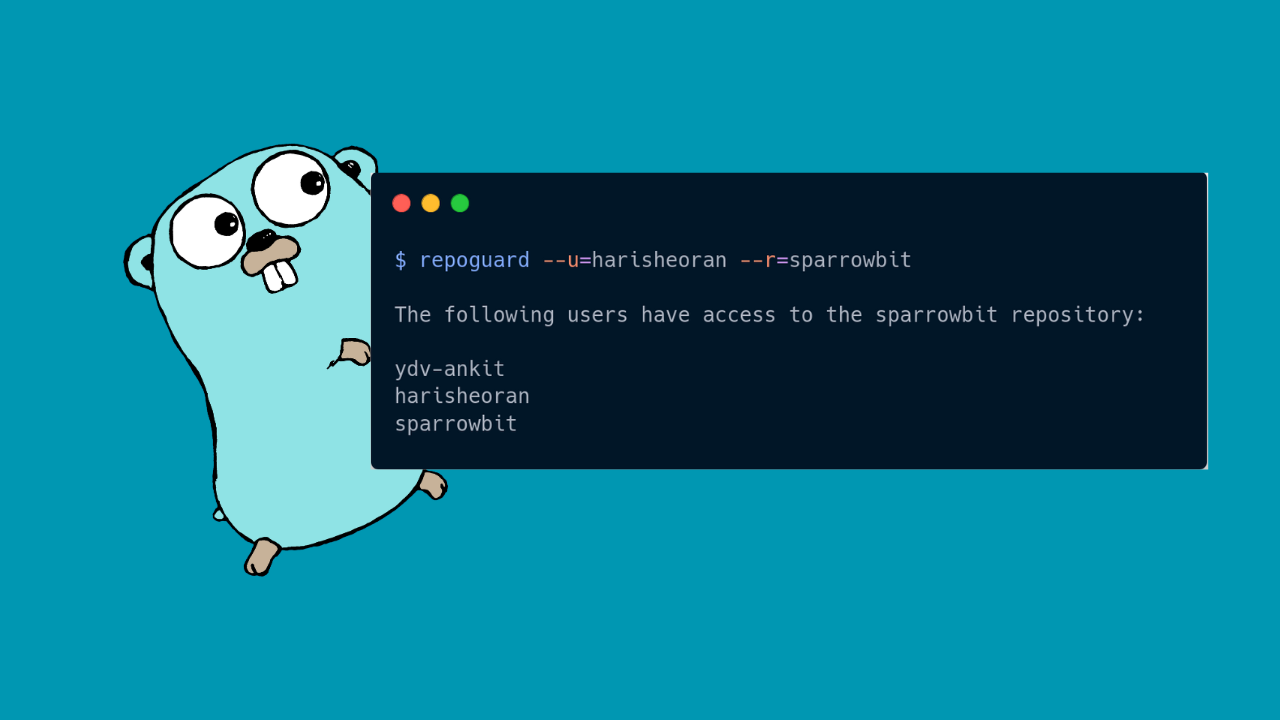 $ repoguard --u=harisheoran --r=sparrowbit
The following users have access to the sparrowbit repository:
ydv-ankit
harisheoran
sparrowbit